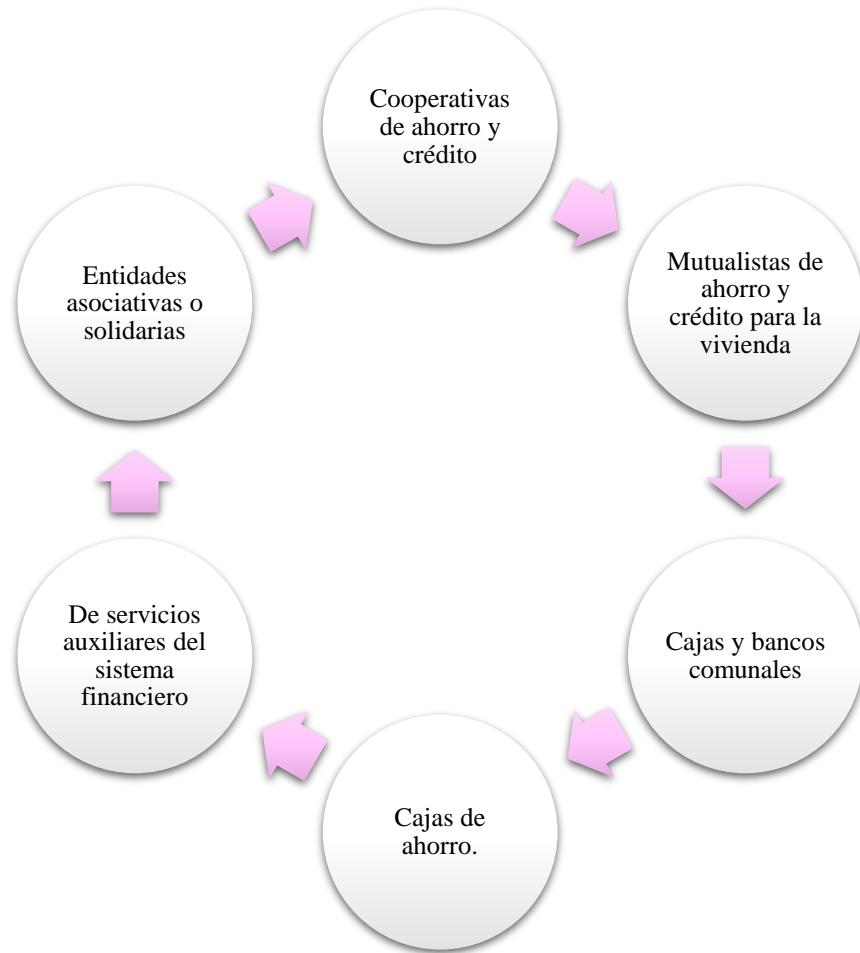 Cooperativas
de ahorro y
crédito
Mutualistas de
ahorro y
crédito para la
vivienda
Cajas y bancos
comunales
Cajas de
ahorro.
De servicios
auxiliares del
sistema
financiero
Entidades
asociativas o
solidarias